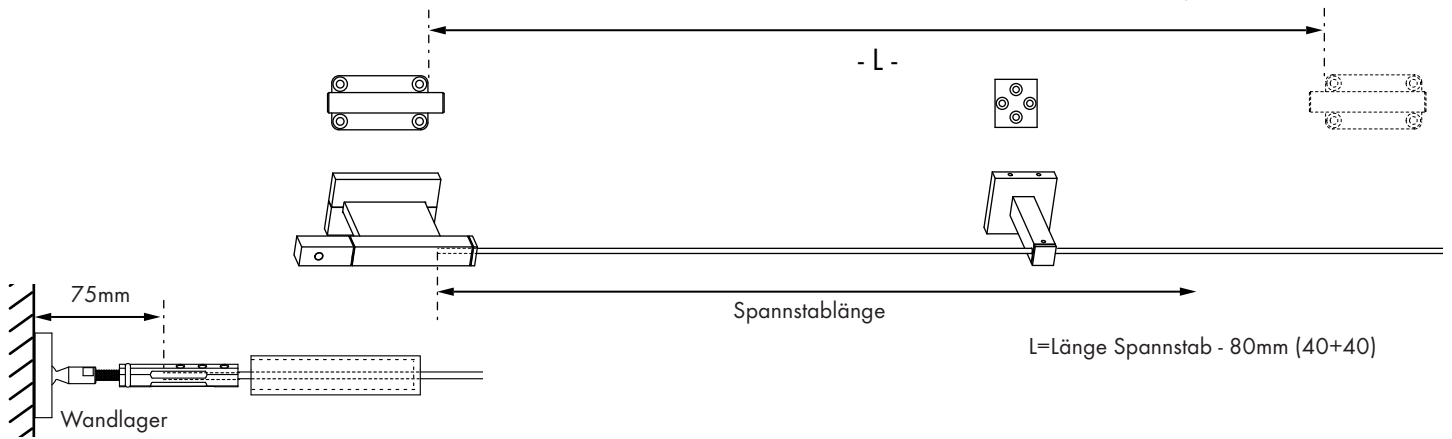 - L -
75mm
Spannstablänge
L=Länge Spannstab - 80mm (40+40)
Wandlager